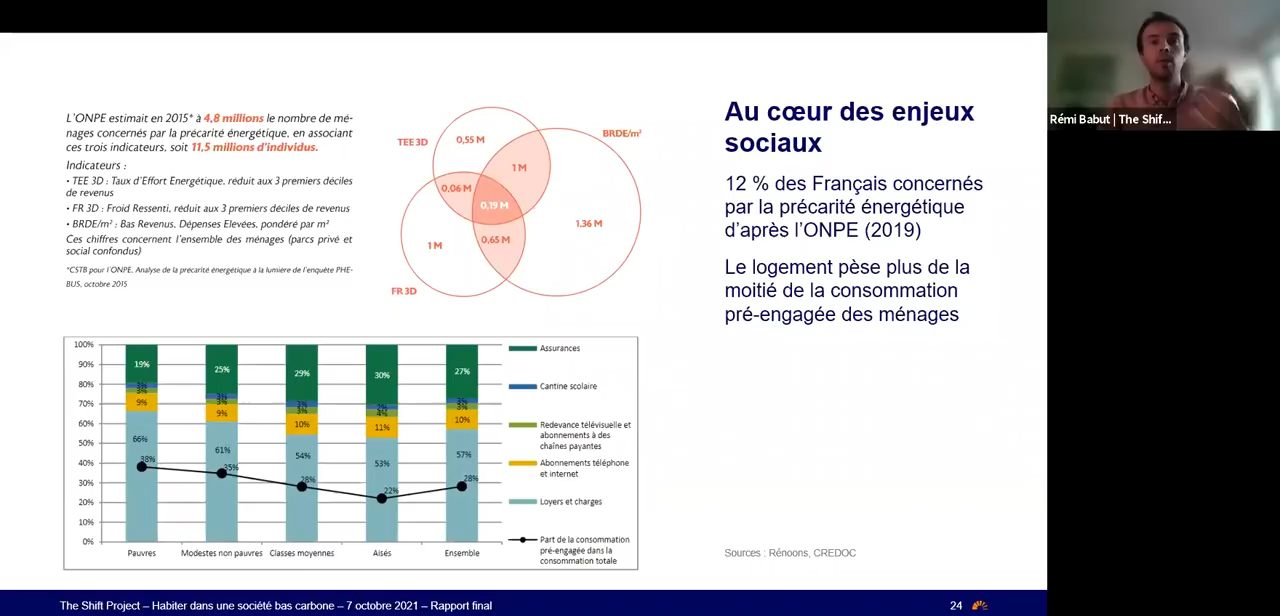 Rémi Babut | The Shif...
L'ONPE estimait en 2015* à 4,8 millions le nombre de mé-
nages concernés par la précarité énergétique, en associant
ces trois indicateurs, soit 11,5 millions d'individus.
Indicateurs :
• TEE 3D : Taux d'Effort Energétique, réduit aux 3 premiers déciles
de revenus
• FR 3D : Froid Ressenti, réduit aux 3 premiers déciles de revenus
• BRDE/m² : Bas Revenus, Dépenses Elevées, pondéré par m²
Ces chiffres concernent l'ensemble des ménages (parcs privé et
social confondus)
*CSTB pour l'ONPE, Analyse de la précarité énergétique à la lumière de l'enquête PHE-
BUS, octobre 2015
TEE 3D
0,55 M
BRDE/m²
1 M
0,06 M
0,19 M
1,36 M
1 M
0,65 M
FR 3D
Au cœur des enjeux
sociaux
12 % des Français concernés
par la précarité énergétique
d'après l'ONPE (2019)
Le logement pèse plus de la
moitié de la consommation
pré-engagée des ménages
100%
90%
80%
70%
60%
50%
40%
30%
20%
10%
0%
19%
25%
29%
30%
27%
3%
3%
3%
2%
3%
3%
3%
3%
4%
3%
9%
9%
10%
11%
10%
66%
61%
54%
53%
57%
38%
35%
28%
22%
28%
Pauvres
Modestes non pauvres
Classes moyennes
Aisés
Ensemble
Assurances
Cantine scolaire
Redevance télévisuelle et
abonnements à des
chaînes payantes
Abonnements téléphone
et internet
Loyers et charges
Part de la consommation
pré-engagée dans la
consommation totale
Sources : Rénoons, CREDOC
The Shift Project – Habiter dans une société bas carbone – 7 octobre 2021 – Rapport final
24